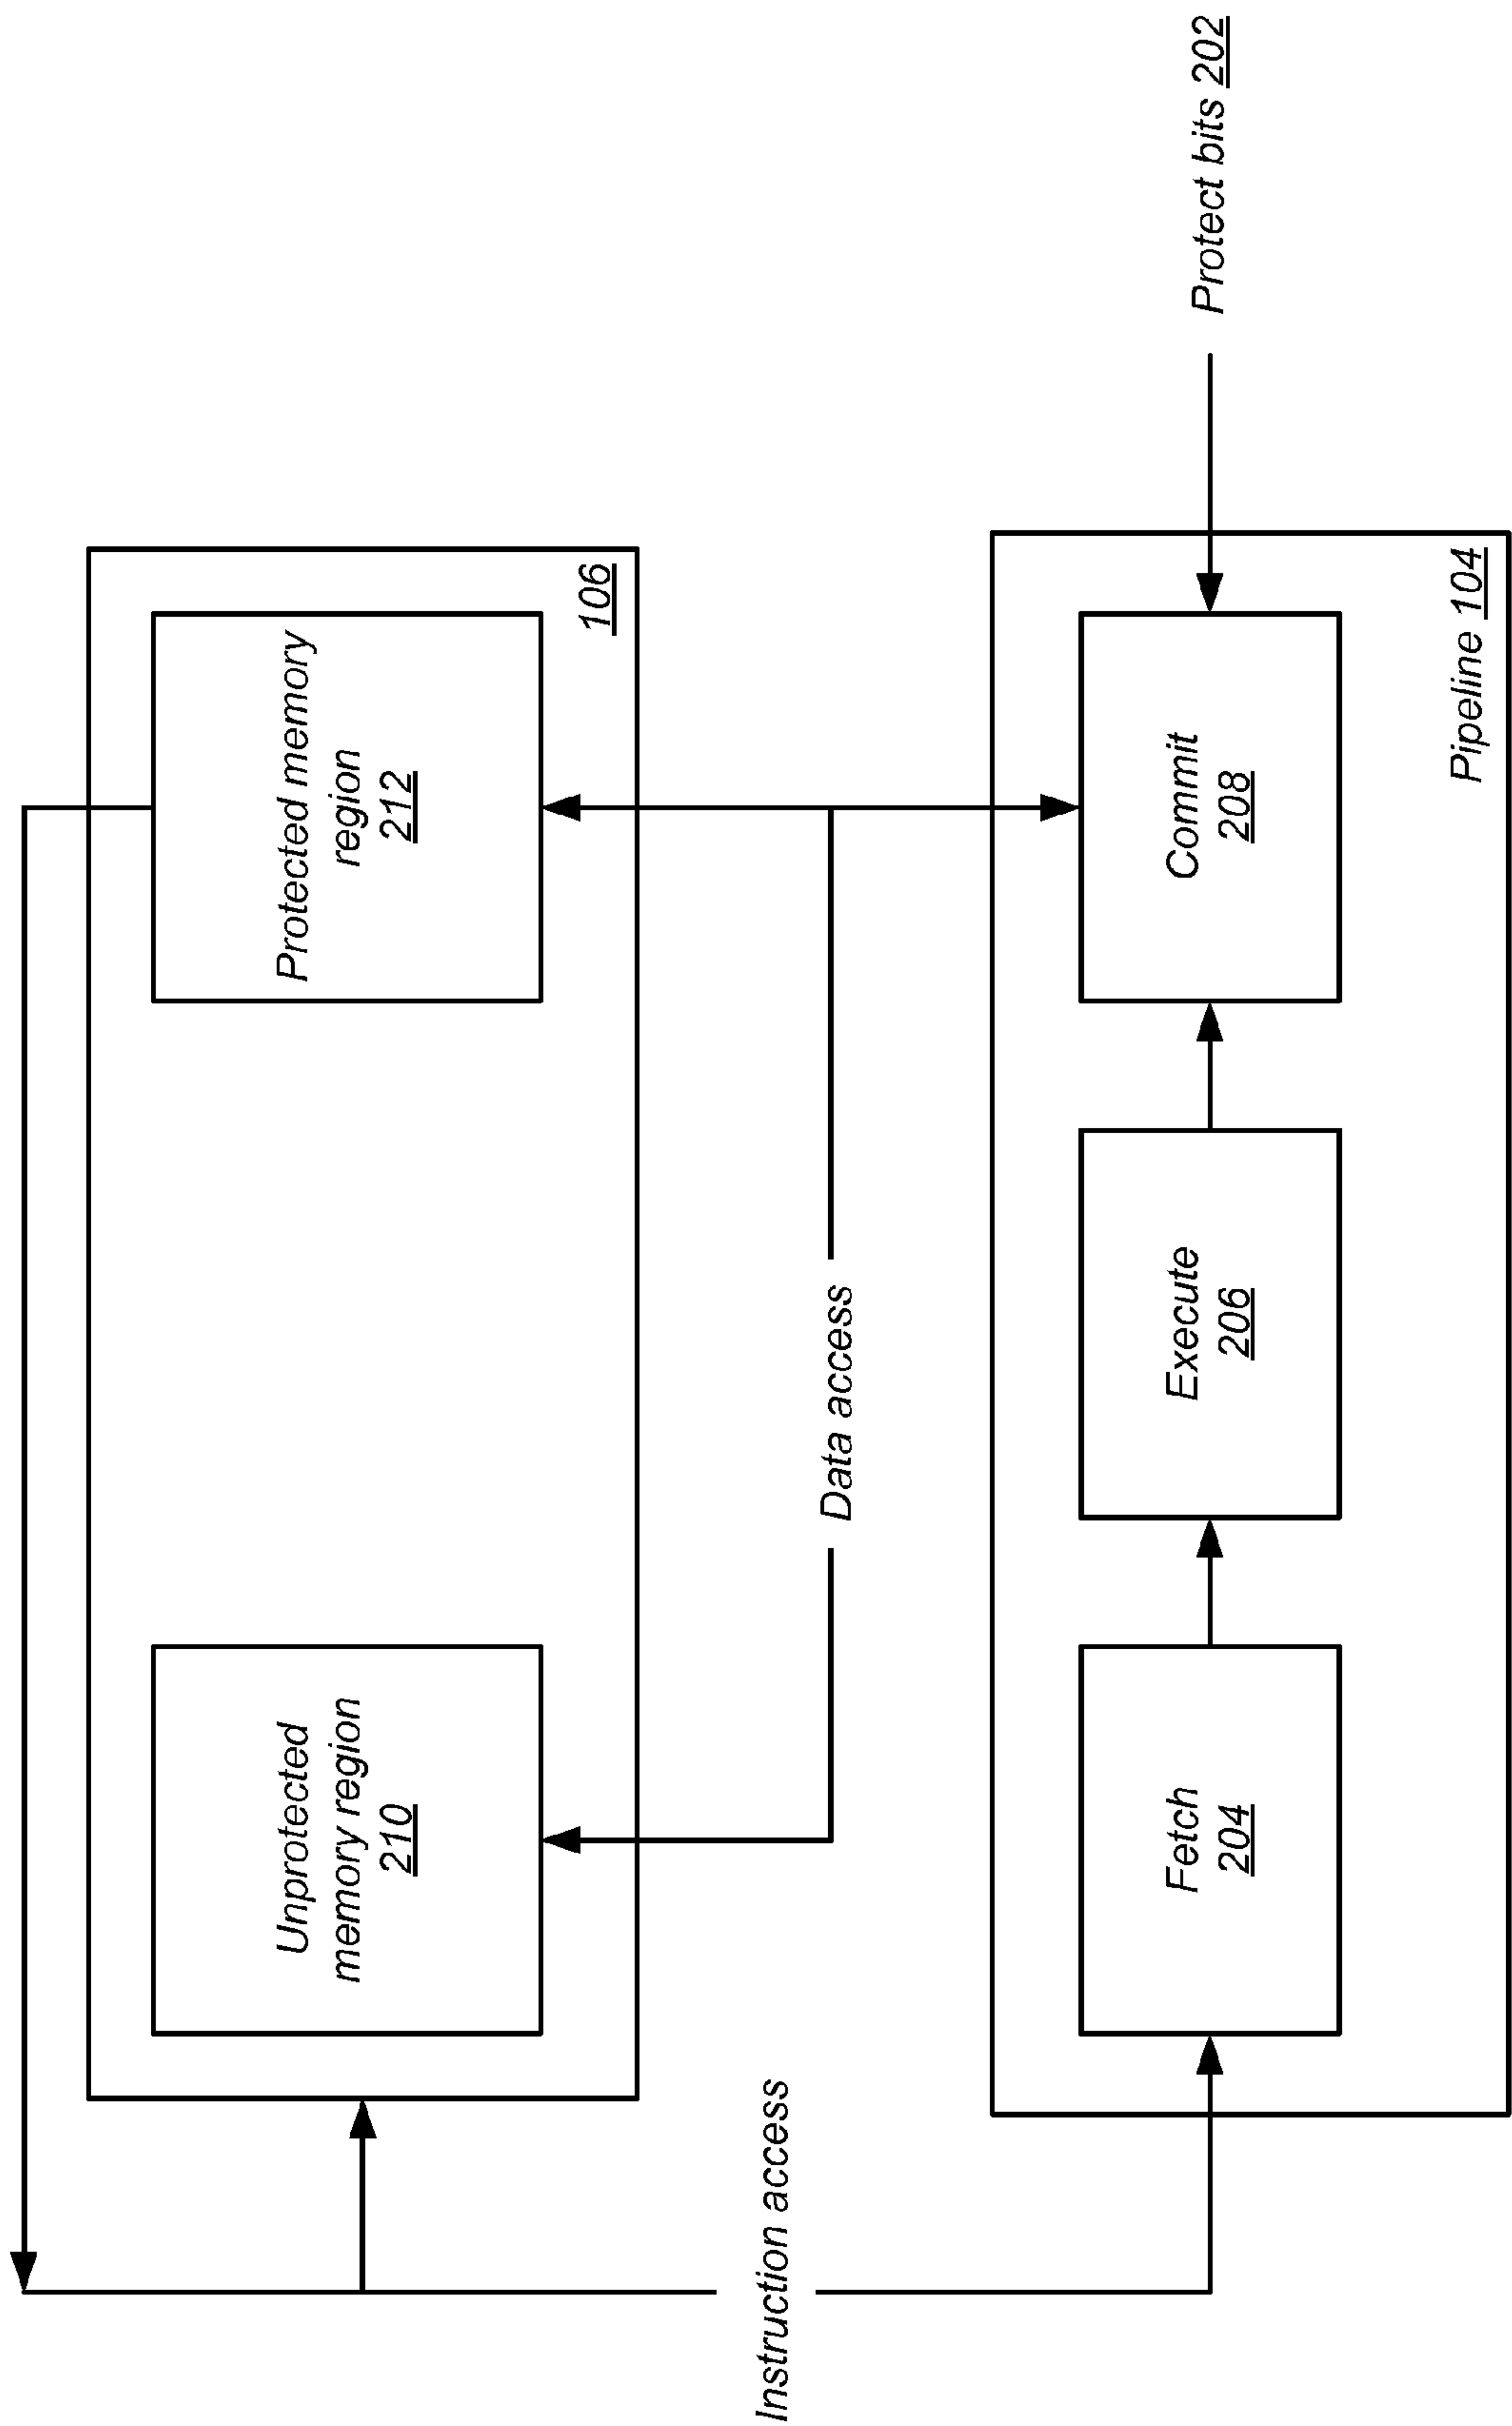 Unprotected
memory region
210
Protected memory
region
212
106
Data access
Instruction access
Fetch
204
Execute
206
Commit
208
Protect bits 202
Pipeline 104